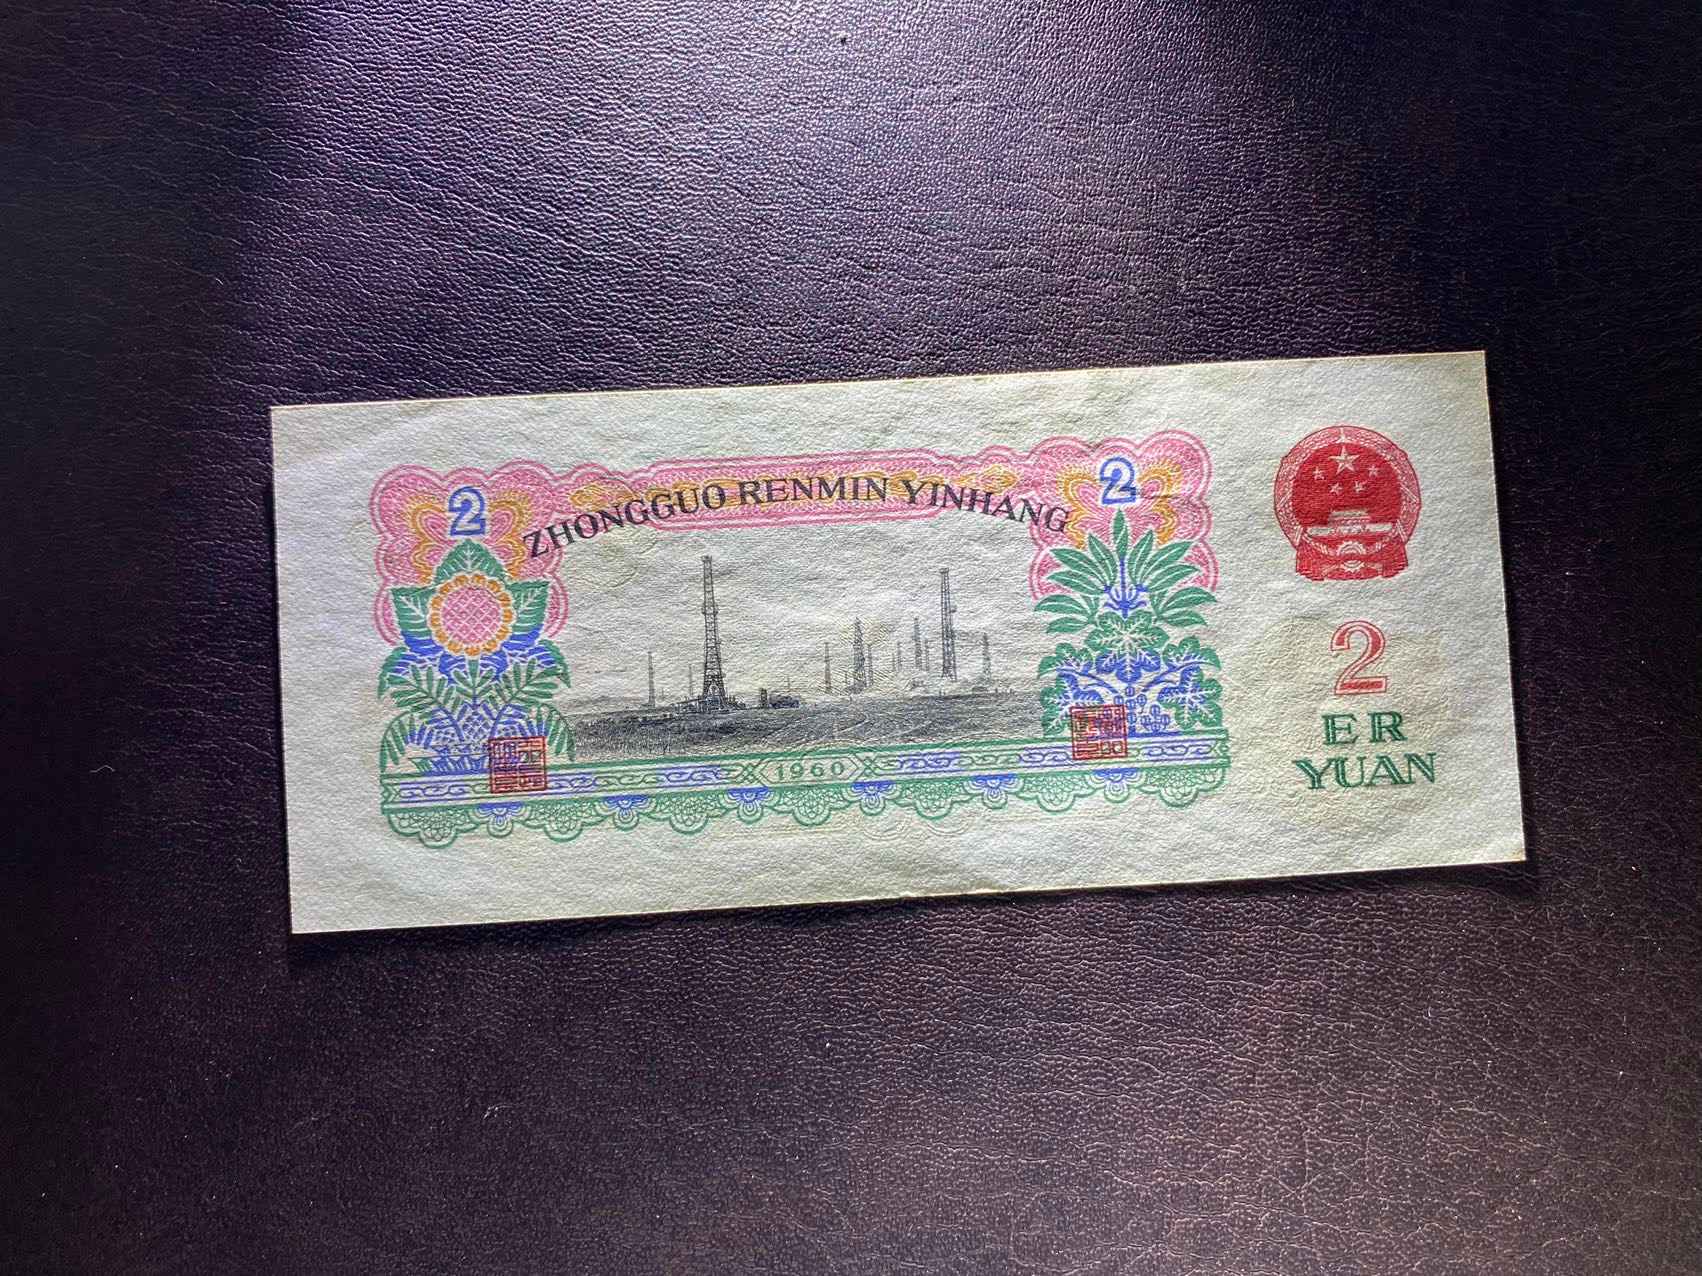 2 2
ZHONGGUO RENMIN YINHANG
1960
2
ER
YUAN